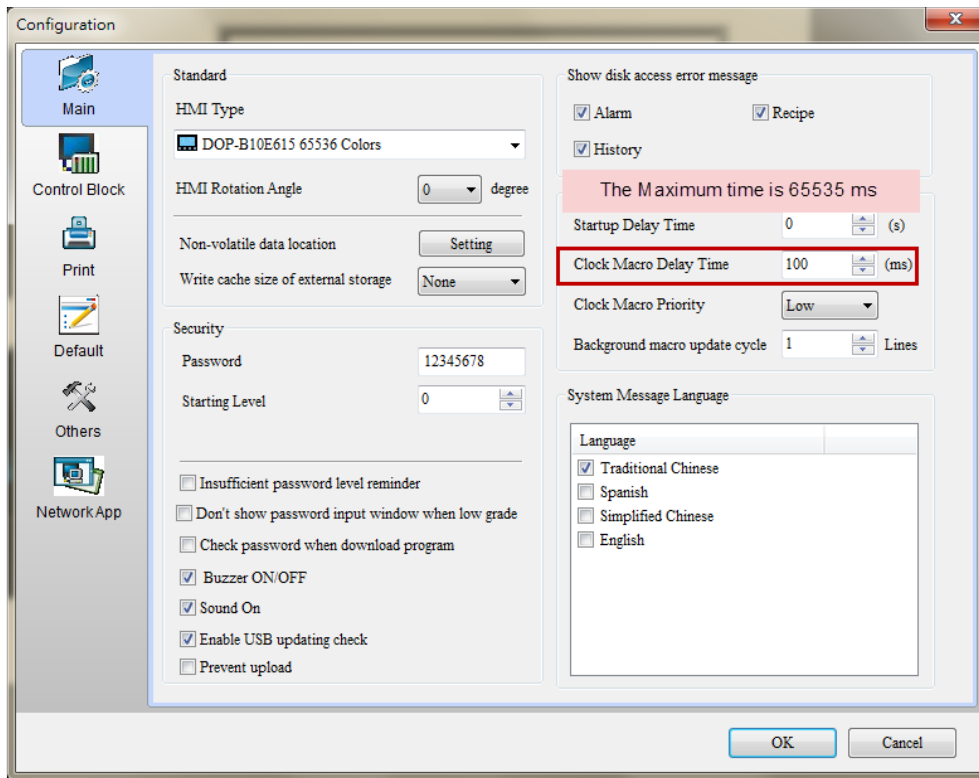 Configuration
Main
Control Block
Print
Default
Others
Network App
Standard
HMI Type
DOP-B10E615 65536 Colors
HMI Rotation Angle 0 degree
Non-volatile data location Setting
Write cache size of external storage None
Security
Password 12345678
Starting Level 0
Insufficient password level reminder
Don't show password input window when low grade
Check password when download program
Buzzer ON/OFF
Sound On
Enable USB updating check
Prevent upload
Show disk access error message
Alarm Recipe
History
The Maximum time is 65535 ms
Startup Delay Time 0 (s)
Clock Macro Delay Time 100 (ms)
Clock Macro Priority Low
Background macro update cycle 1 Lines
System Message Language
Language
Traditional Chinese
Spanish
Simplified Chinese
English
OK Cancel